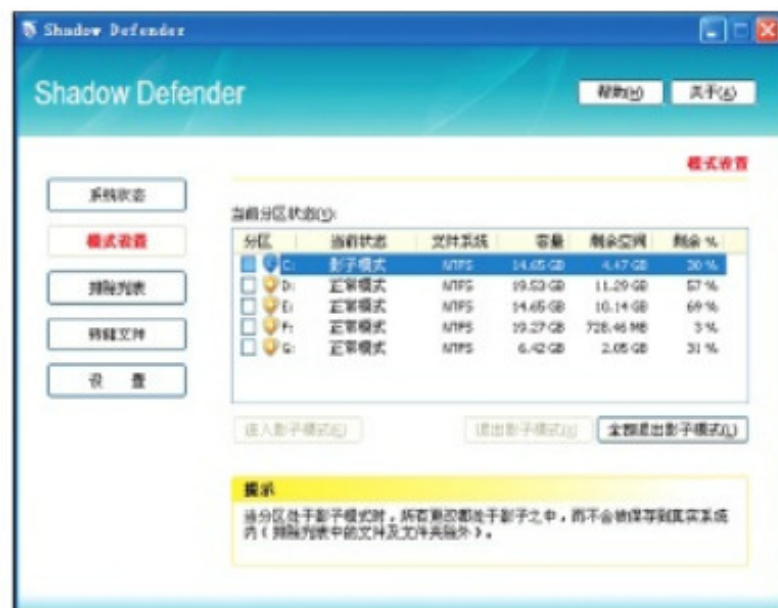 Shadow Defender
Shadow Defender
帮助(H) 关于(A)
模式设置
系统状态
模式设置
排除列表
转储文件
设 置
当前分区状态(Y):
分区 当前状态 文件系统 容量 剩余空间 剩余 %
C: 影子模式 NTFS 14.65 GB 4.47 GB 30 %
D: 正常模式 NTFS 19.53 GB 11.29 GB 57 %
E: 正常模式 NTFS 14.65 GB 10.14 GB 69 %
F: 正常模式 NTFS 19.27 GB 728.46 MB 3 %
G: 正常模式 NTFS 6.42 GB 2.05 GB 31 %
进入影子模式(E) 退出影子模式(X) 全部退出影子模式(L)
提示
当分区处于影子模式时，所有更改都处于影子之中，而不会被保存到真实系统
内（排除列表中的文件及文件夹除外）。